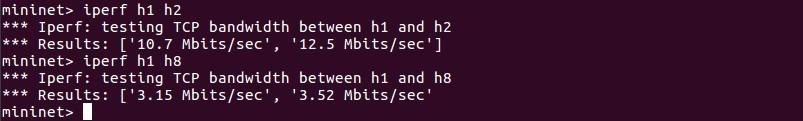 mininet> iperf h1 h2
*** Iperf: testing TCP bandwidth between h1 and h2
*** Results: ['10.7 Mbits/sec', '12.5 Mbits/sec']
mininet> iperf h1 h8
*** Iperf: testing TCP bandwidth between h1 and h8
*** Results: ['3.15 Mbits/sec', '3.52 Mbits/sec'
mininet>